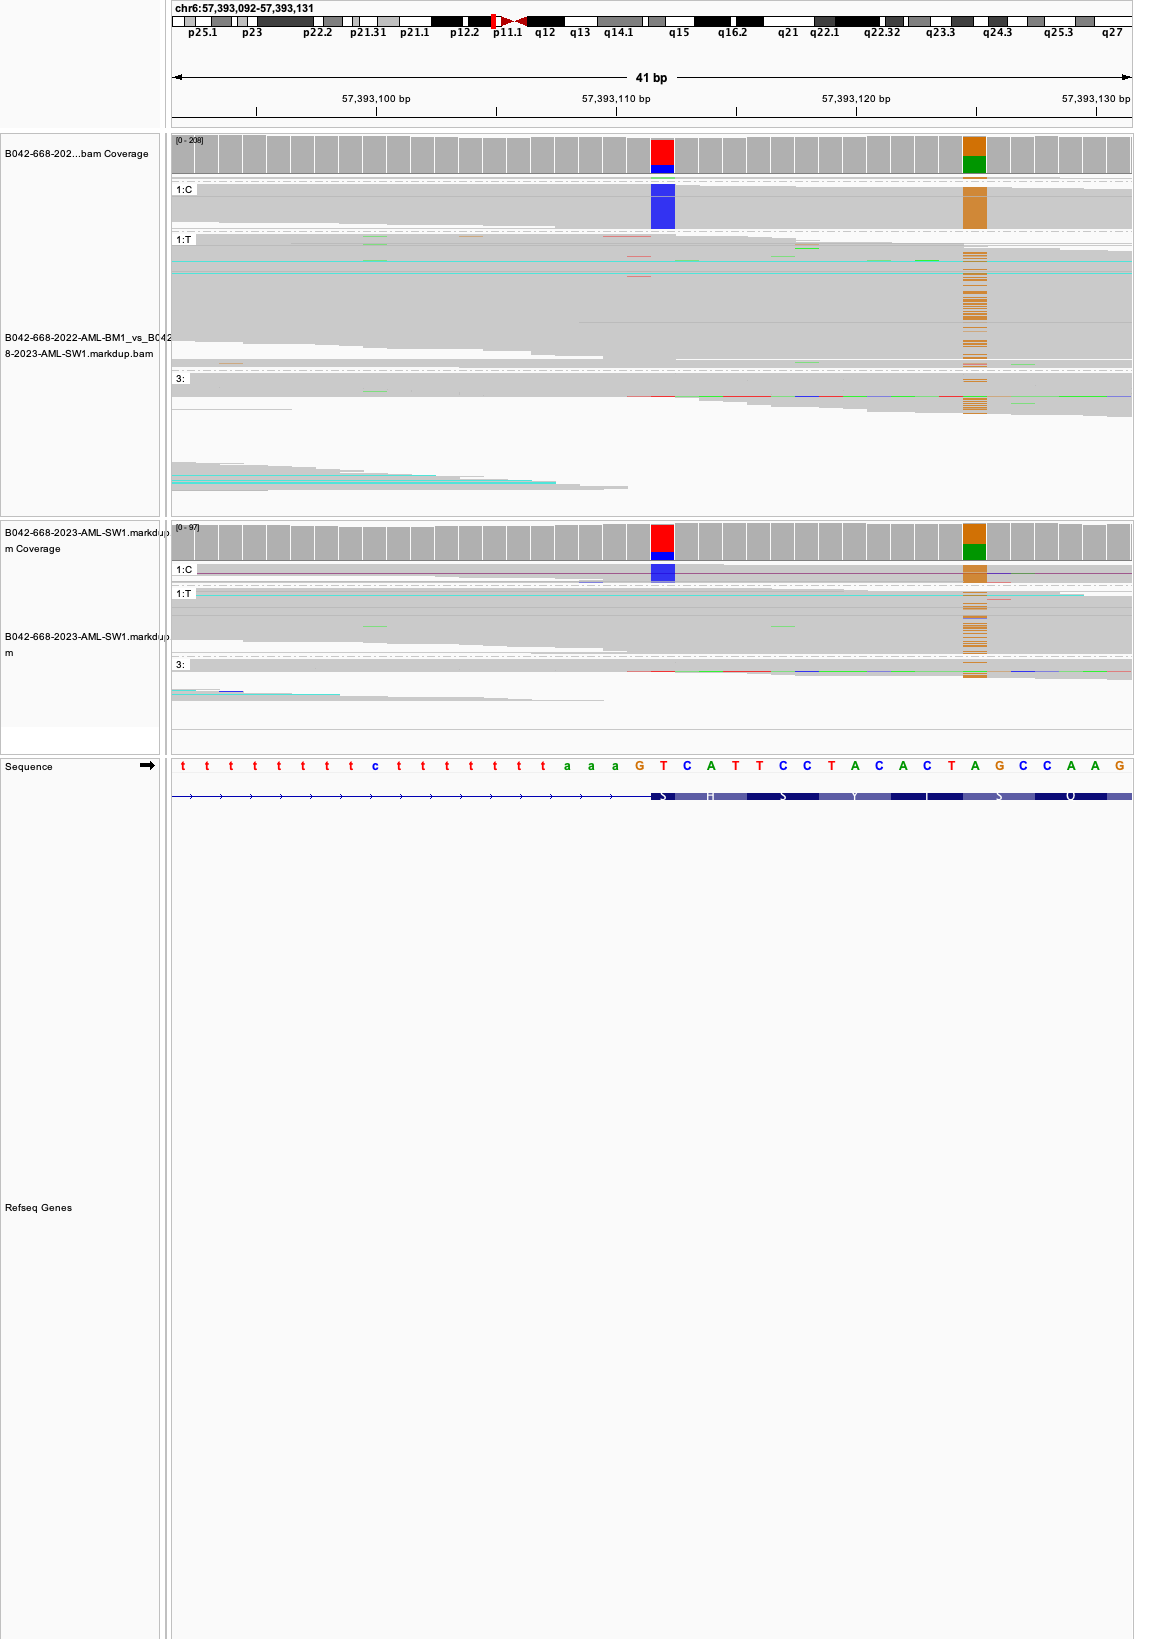 chr6:57,393,092-57,393,131
p25.1 p23 p22.2 p21.31 p21.1 p12.2 p11.1 q12 q13 q14.1 q15 q16.2 q21 q22.1 q22.32 q23.3 q24.3 q25.3 q27
41 bp
57,393,100 bp 57,393,110 bp 57,393,120 bp 57,393,130 bp
[0 - 208]
B042-668-202...bam Coverage
1:C
1:T
B042-668-2022-AML-BM1_vs_B042
8-2023-AML-SW1.markdup.bam
3:
[0 - 97]
B042-668-2023-AML-SW1.markdup
m Coverage
1:C
1:T
B042-668-2023-AML-SW1.markdup
m
3:
Sequence t t t t t t t t c t t t t t t t a a a G T C A T T C C T A C A C T A G C C A A G
S H S Y T S Q
Refseq Genes